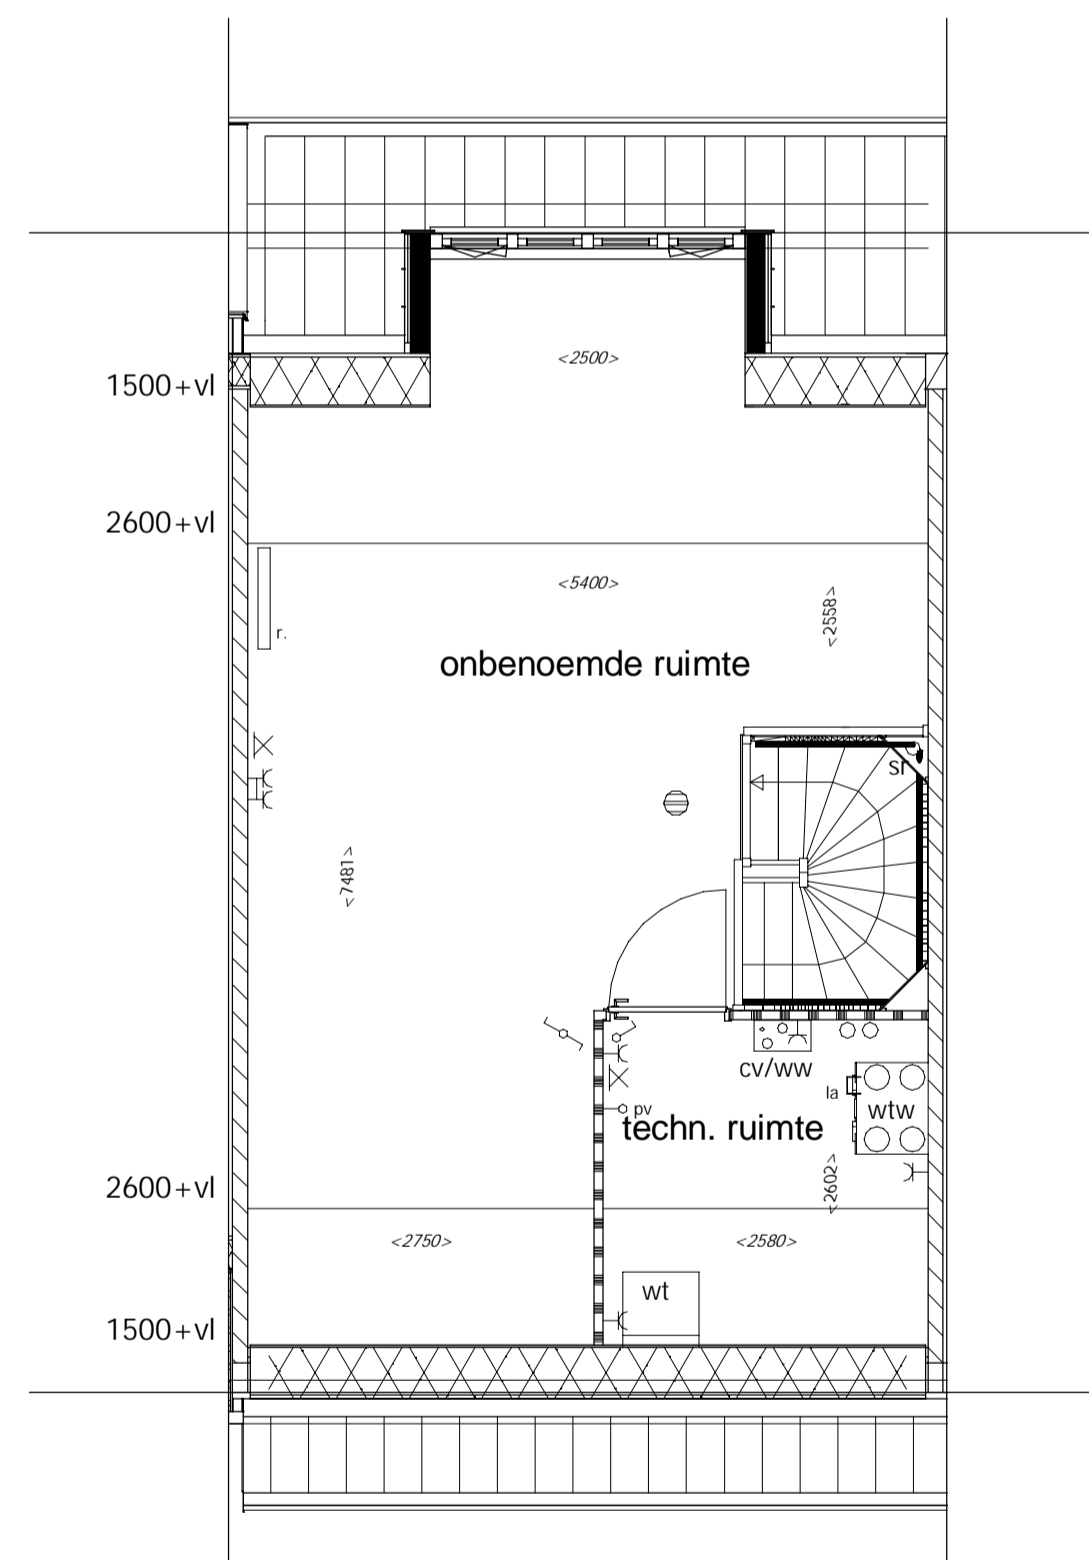 <2500>
1500+vl
2600+vl
<5400>
<2558>
r.
onbenoemde ruimte
sr
<7481>
cv/ww
la
wtw
pv
techn. ruimte
2600+vl
<2602>
<2750>
<2580>
wt
1500+vl